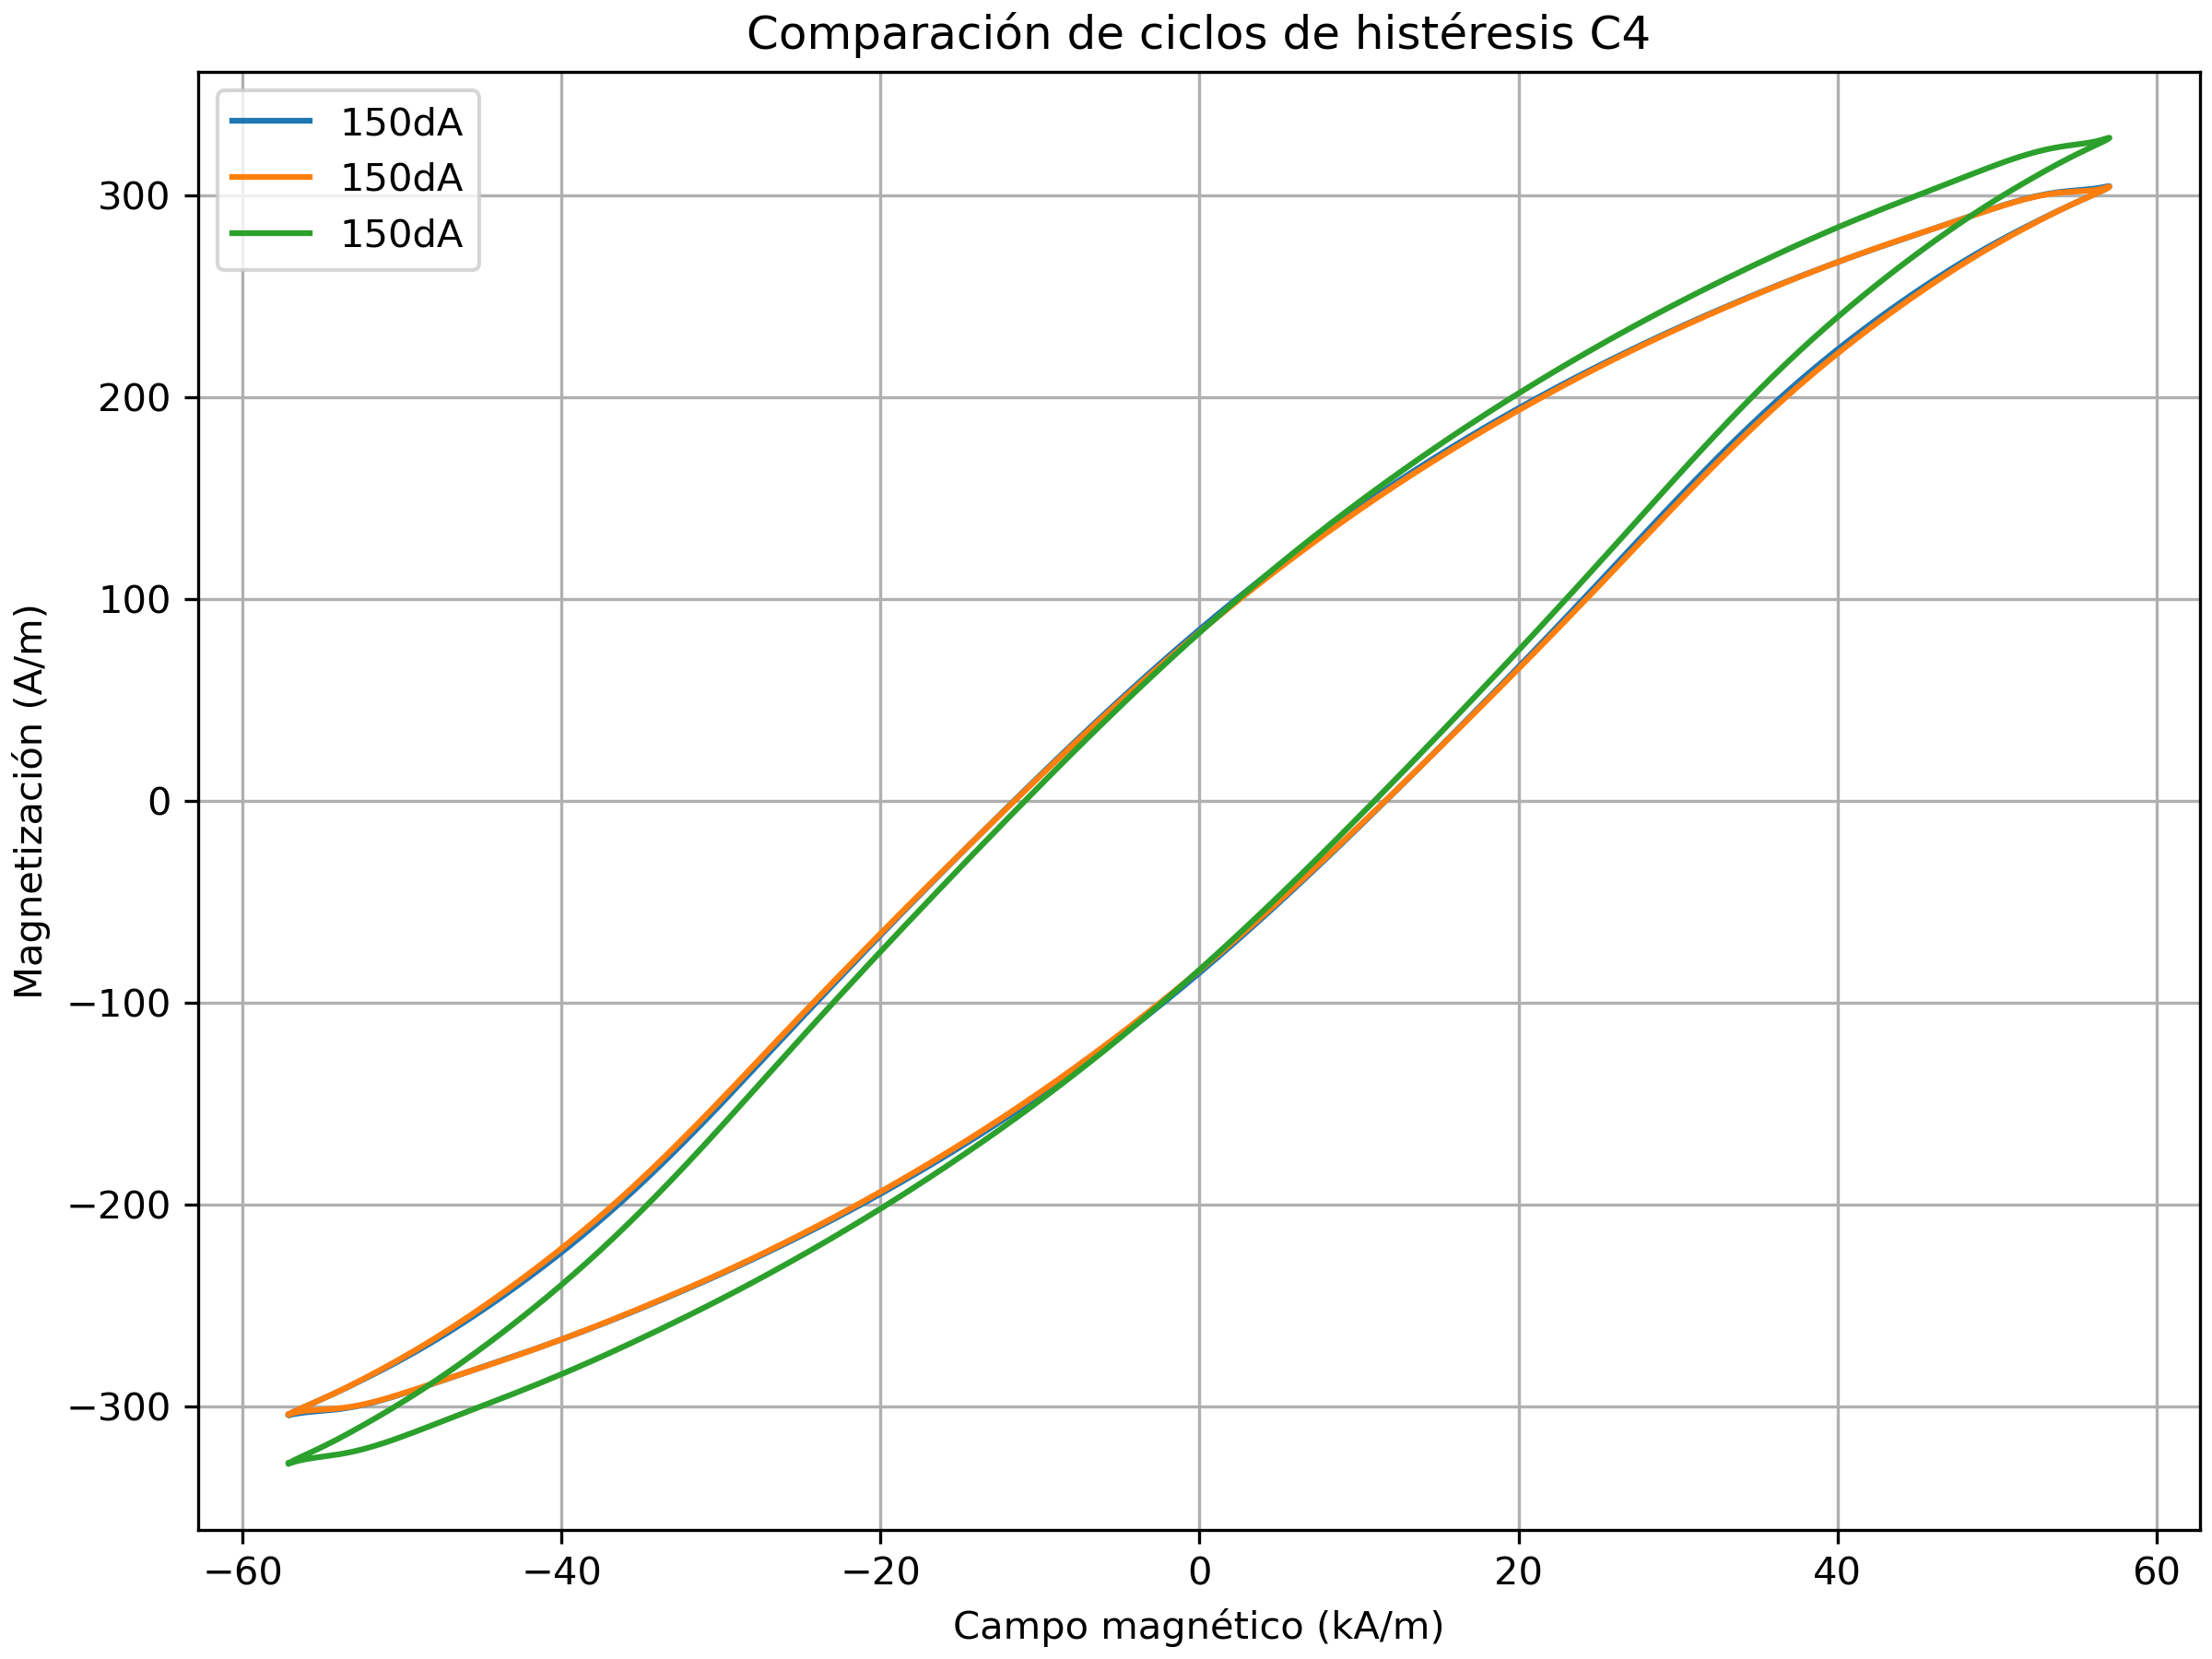 Comparación de ciclos de histéresis C4
150dA
150dA
150dA
300
200
100
0
−100
−200
−300
Magnetización (A/m)
−60 −40 −20 0 20 40 60
Campo magnético (kA/m)